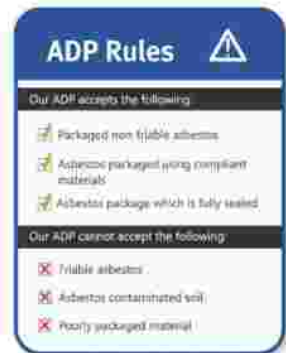 ADP Rules
Our ADP accepts the following:
Packaged non friable asbestos
Asbestos packaged using compliant
materials
Asbestos package which is fully sealed
Our ADP cannot accept the following:
Friable asbestos
Asbestos contaminated soil
Poorly packaged material